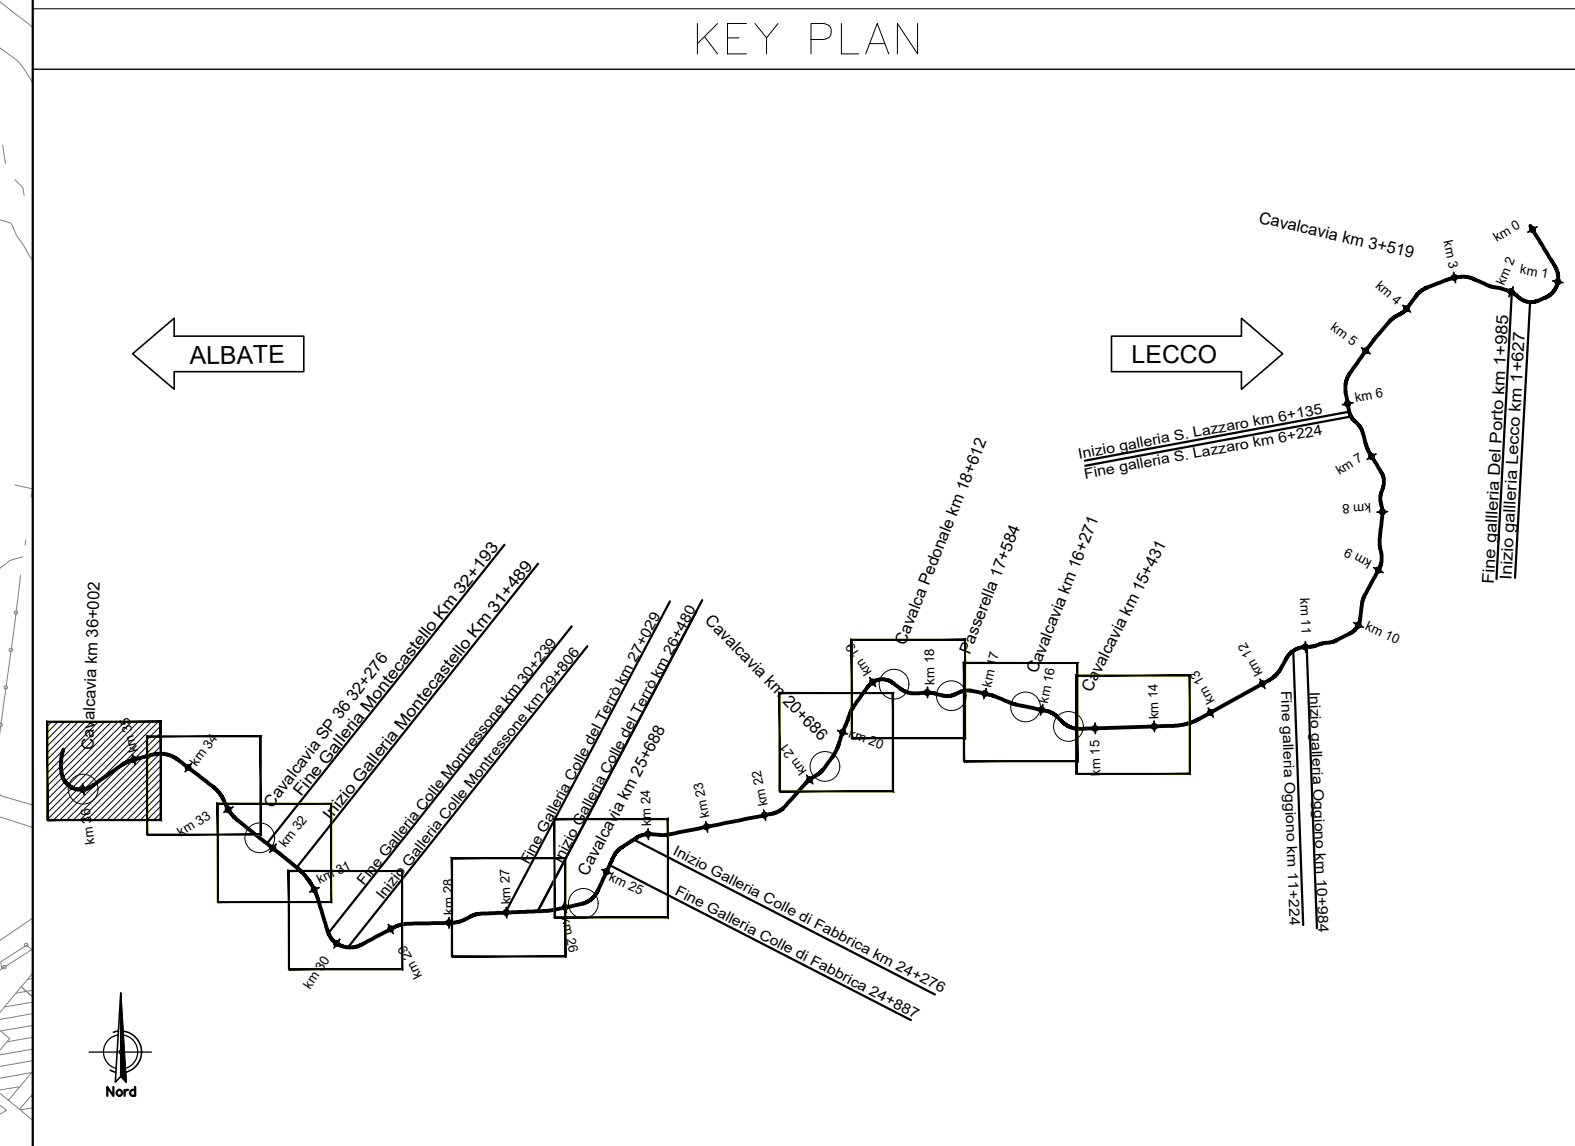 KEY PLAN
ALBATE
LECCO
km 0
km 1
km 2
km 3
Cavalcavia km 3+519
km 4
km 5
km 6
Fine gallleria Del Porto km 1+985
Inizio gallleria Lecco km 1+627
Inizio galleria S. Lazzaro km 6+135
Fine galleria S. Lazzaro km 6+224
km 7
km 8
km 9
km 10
km 11
km 12
km 13
Fine galleria Oggiono km 11+224
Inizio galleria Oggiono km 10+984
km 14
km 15
Cavalcavia km 15+431
km 16
Cavalcavia km 16+271
km 17
Passerella 17+584
km 18
Cavalca Pedonale km 18+612
km 19
km 20
Cavalcavia km 20+686
km 21
km 22
km 23
km 24
Inizio Galleria Colle di Fabbrica km 24+276
Fine Galleria Colle di Fabbrica 24+887
km 25
Cavalcavia km 25+688
km 26
Inizio Galleria Colle del Terrò km 26+480
Fine Galleria Colle del Terrò km 27+029
km 27
km 28
km 29
Inizio Galleria Colle Montressone km 29+806
Fine Galleria Colle Montressone km 30+239
km 30
km 31
Inizio Galleria Montecastello Km 31+489
Fine Galleria Montecastello Km 32+193
Cavalcavia SP 36 32+276
km 32
km 33
km 34
km 35
Cavalcavia km 36+002
km 36
Nord